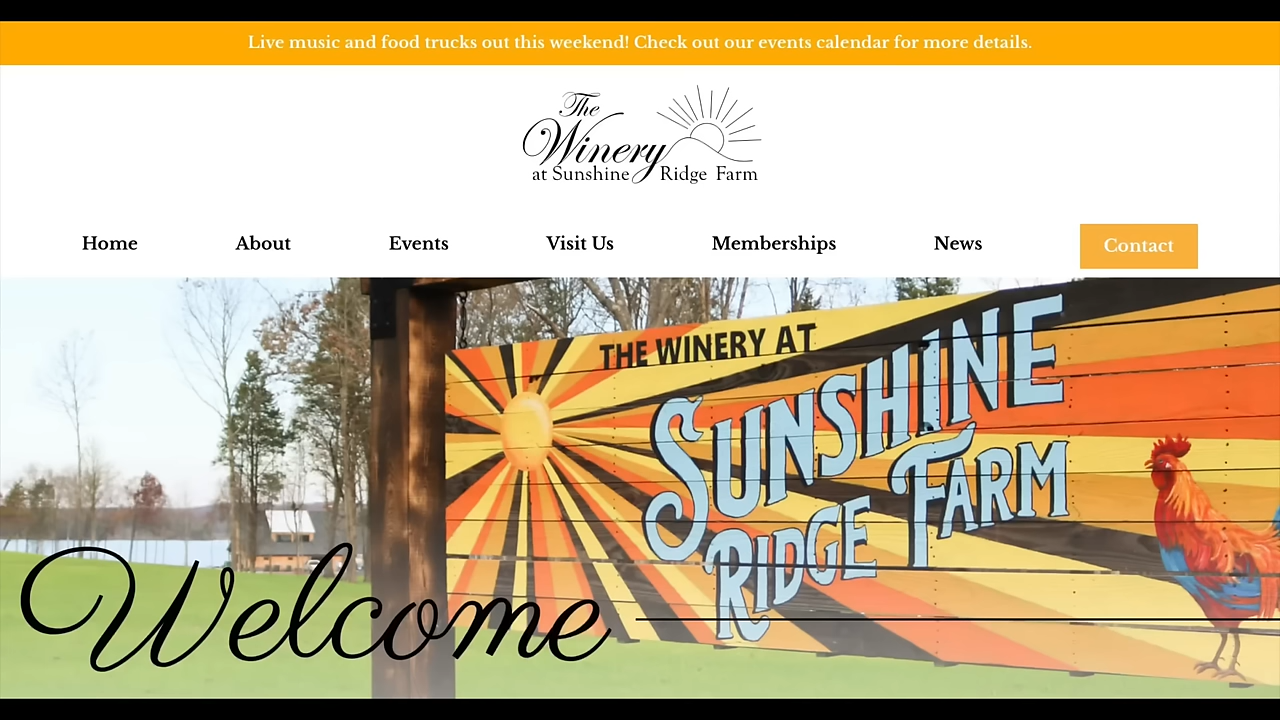 Live music and food trucks out this weekend! Check out our events calendar for more details.
The
Winery
at Sunshine Ridge Farm
Home About Events Visit Us Memberships News Contact
THE WINERY AT
SUNSHINE
RIDGE FARM
Welcome